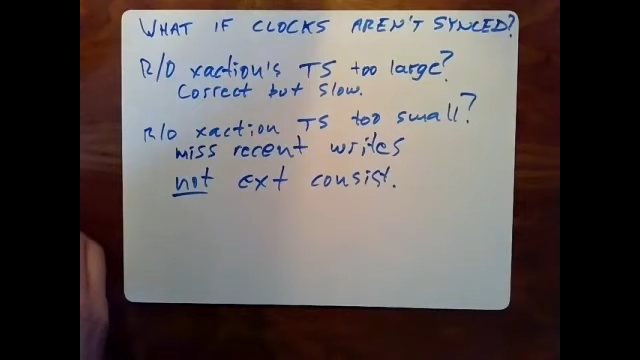 WHAT IF CLOCKS AREN'T SYNCED?
R/O xaction's TS too large?
Correct but slow.
R/O xaction TS too small?
miss recent writes
not ext consist.